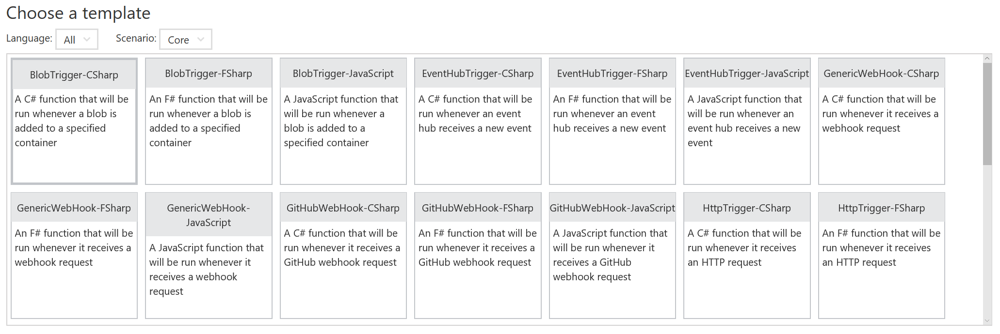 Choose a template
Language: All Scenario: Core
BlobTrigger-CSharp
A C# function that will be
run whenever a blob is
added to a specified
container
BlobTrigger-FSharp
An F# function that will be
run whenever a blob is
added to a specified
container
BlobTrigger-JavaScript
A JavaScript function that
will be run whenever a
blob is added to a
specified container
EventHubTrigger-CSharp
A C# function that will be
run whenever an event
hub receives a new event
EventHubTrigger-FSharp
An F# function that will be
run whenever an event
hub receives a new event
EventHubTrigger-JavaScript
A JavaScript function that
will be run whenever an
event hub receives a new
event
GenericWebHook-CSharp
A C# function that will be
run whenever it receives a
webhook request
GenericWebHook-FSharp
An F# function that will be
run whenever it receives a
webhook request
GenericWebHook-
JavaScript
A JavaScript function that
will be run whenever it
receives a webhook
request
GitHubWebHook-CSharp
A C# function that will be
run whenever it receives a
GitHub webhook request
GitHubWebHook-FSharp
An F# function that will be
run whenever it receives a
GitHub webhook request
GitHubWebHook-JavaScript
A JavaScript function that
will be run whenever it
receives a GitHub
webhook request
HttpTrigger-CSharp
A C# function that will be
run whenever it receives
an HTTP request
HttpTrigger-FSharp
An F# function that will be
run whenever it receives
an HTTP request